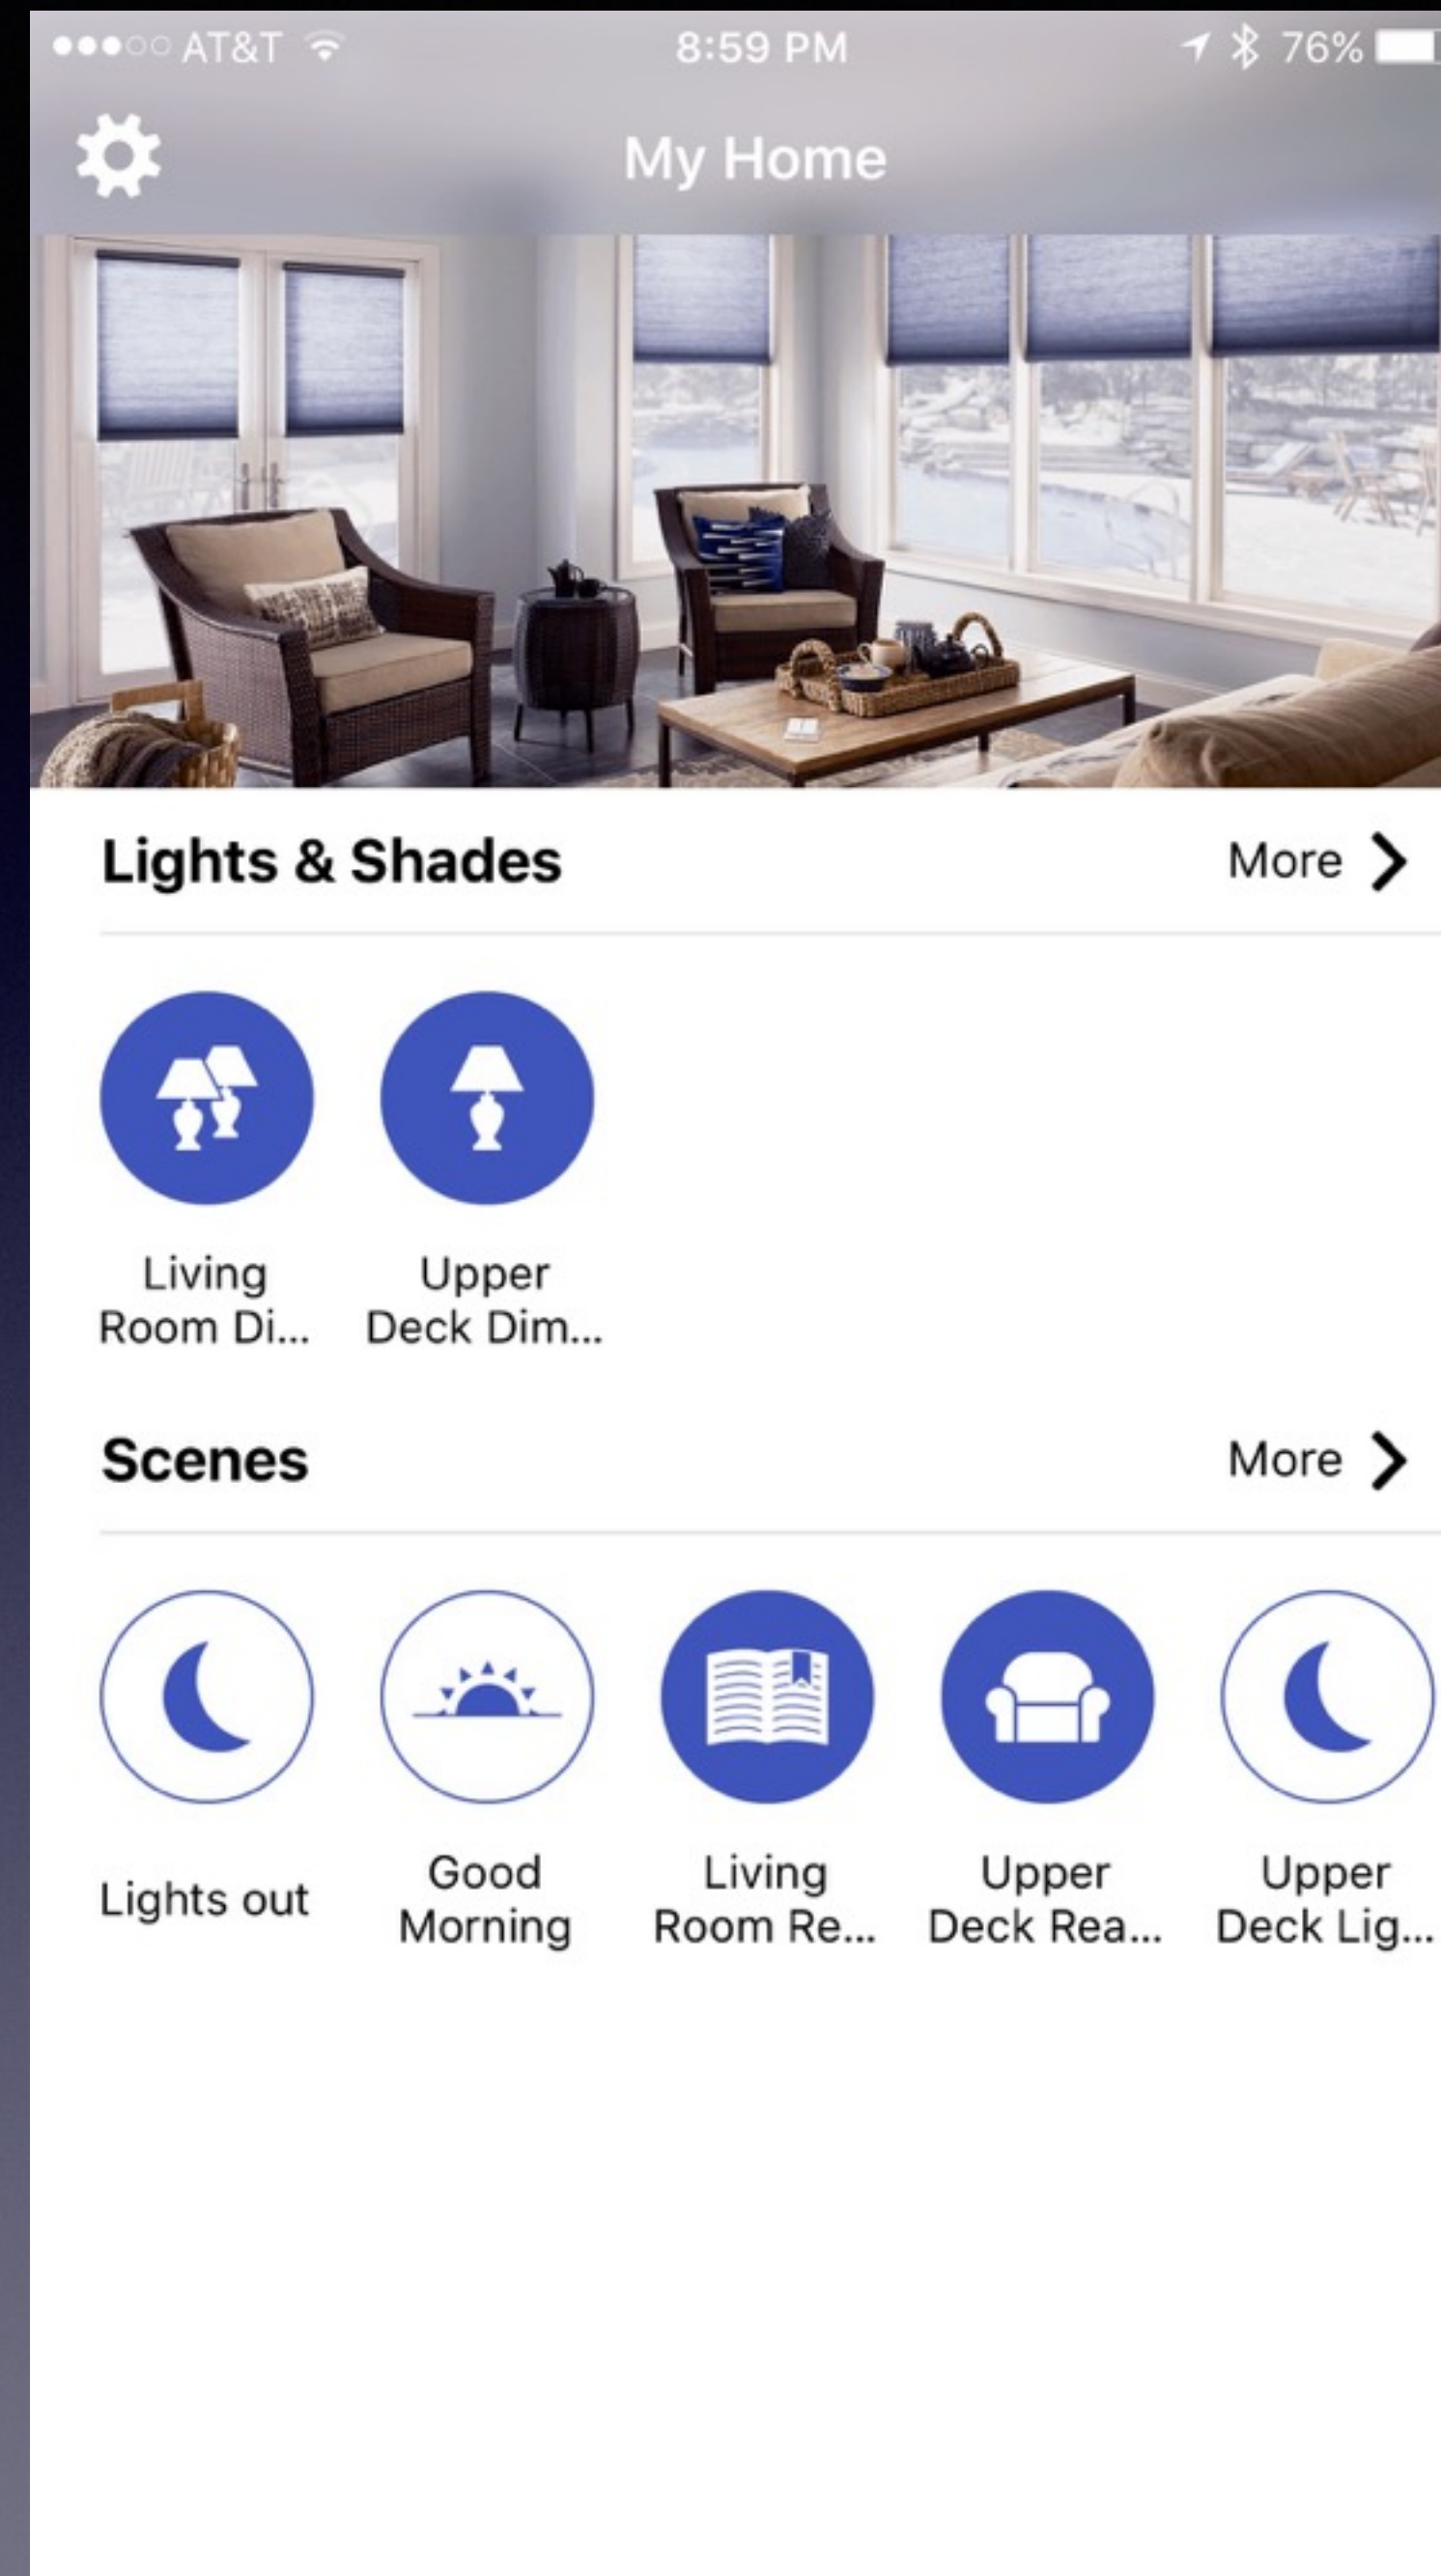 AT&T 8:59 PM 76%
My Home
Lights & Shades More
Living
Room Di...
Upper
Deck Dim...
Scenes More
Lights out
Good
Morning
Living
Room Re...
Upper
Deck Rea...
Upper
Deck Lig...